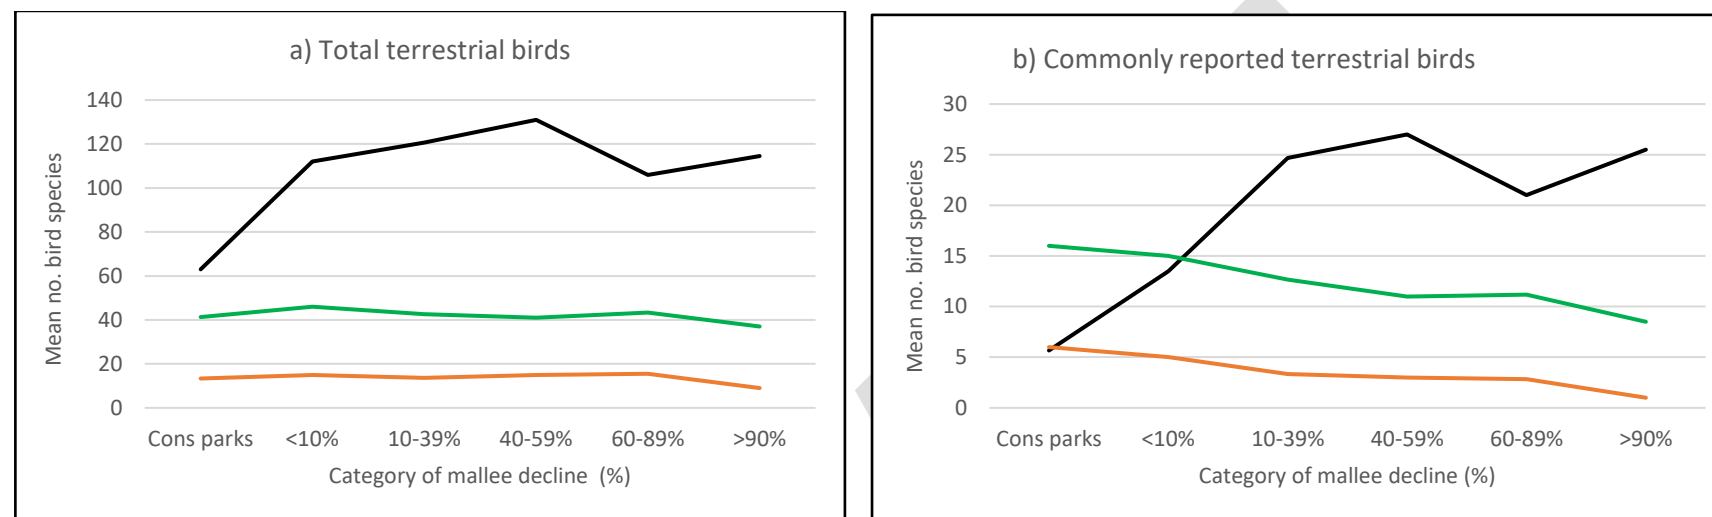 a) Total terrestrial birds
140
120
100
80
60
40
20
0
Mean no. bird species
Cons parks <10% 10-39% 40-59% 60-89% >90%
Category of mallee decline (%)
b) Commonly reported terrestrial birds
30
25
20
15
10
5
0
Mean no. bird species
Cons parks <10% 10-39% 40-59% 60-89% >90%
Category of mallee decline (%)